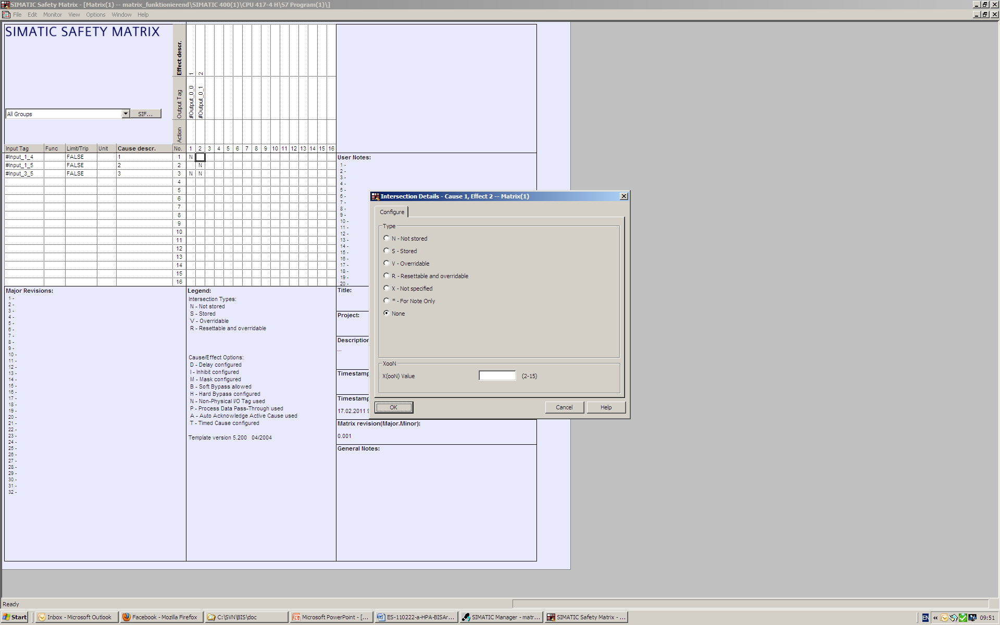 SIMATIC Safety Matrix - [Matrix(1) -- matrix_funktionierend\SIMATIC 400(1)\CPU 417-4 H\S7 Program(1)\]
File Edit Monitor View Options Window Help
SIMATIC SAFETY MATRIX
Effect descr.
1
2
Output Tag
#Output_0_0
#Output_0_1
Action
All Groups
SIF...
Input Tag Func Limit/Trip Unit Cause descr. No. 1 2 3 4 5 6 7 8 9 10 11 12 13 14 15 16
#Input_1_4 FALSE 1 1 N
#Input_1_5 FALSE 2 2 N
#Input_3_5 FALSE 3 3 N N
4
5
6
7
8
9
10
11
12
13
14
15
16
User Notes:
1 -
2 -
3 -
4 -
5 -
6 -
7 -
8 -
9 -
10 -
11 -
12 -
13 -
14 -
15 -
16 -
17 -
18 -
19 -
20 -
Major Revisions:
1 -
2 -
3 -
4 -
5 -
6 -
7 -
8 -
9 -
10 -
11 -
12 -
13 -
14 -
15 -
16 -
17 -
18 -
19 -
20 -
21 -
22 -
23 -
24 -
25 -
26 -
27 -
28 -
29 -
30 -
31 -
32 -
Legend:
Intersection Types:
N - Not stored
S - Stored
V - Overridable
R - Resettable and overridable
Cause/Effect Options:
D - Delay configured
I - Inhibit configured
M - Mask configured
B - Soft Bypass allowed
H - Hard Bypass configured
N - Non-Physical I/O Tag used
P - Process Data Pass-Through used
A - Auto Acknowledge Active Cause used
T - Timed Cause configured
Template version 5.200 04/2004
Title:
Project:
Description
...
Timestamp
Timestamp
17.02.2011 9
Matrix revision(Major.Minor):
0.001
General Notes:
Intersection Details - Cause 1, Effect 2 -- Matrix(1)
Configure
Type
N - Not stored
S - Stored
V - Overridable
R - Resettable and overridable
X - Not specified
* - For Note Only
None
XooN
X(ooN) Value (2-15)
OK Cancel Help
Ready
Start Inbox - Microsoft Outlook Facebook - Mozilla Firefox C:\SVN\BIS\doc Microsoft PowerPoint - [... ES-110222-a-HPA-BISAr... SIMATIC Manager - matr... SIMATIC Safety Matrix - ... EN « 09:51